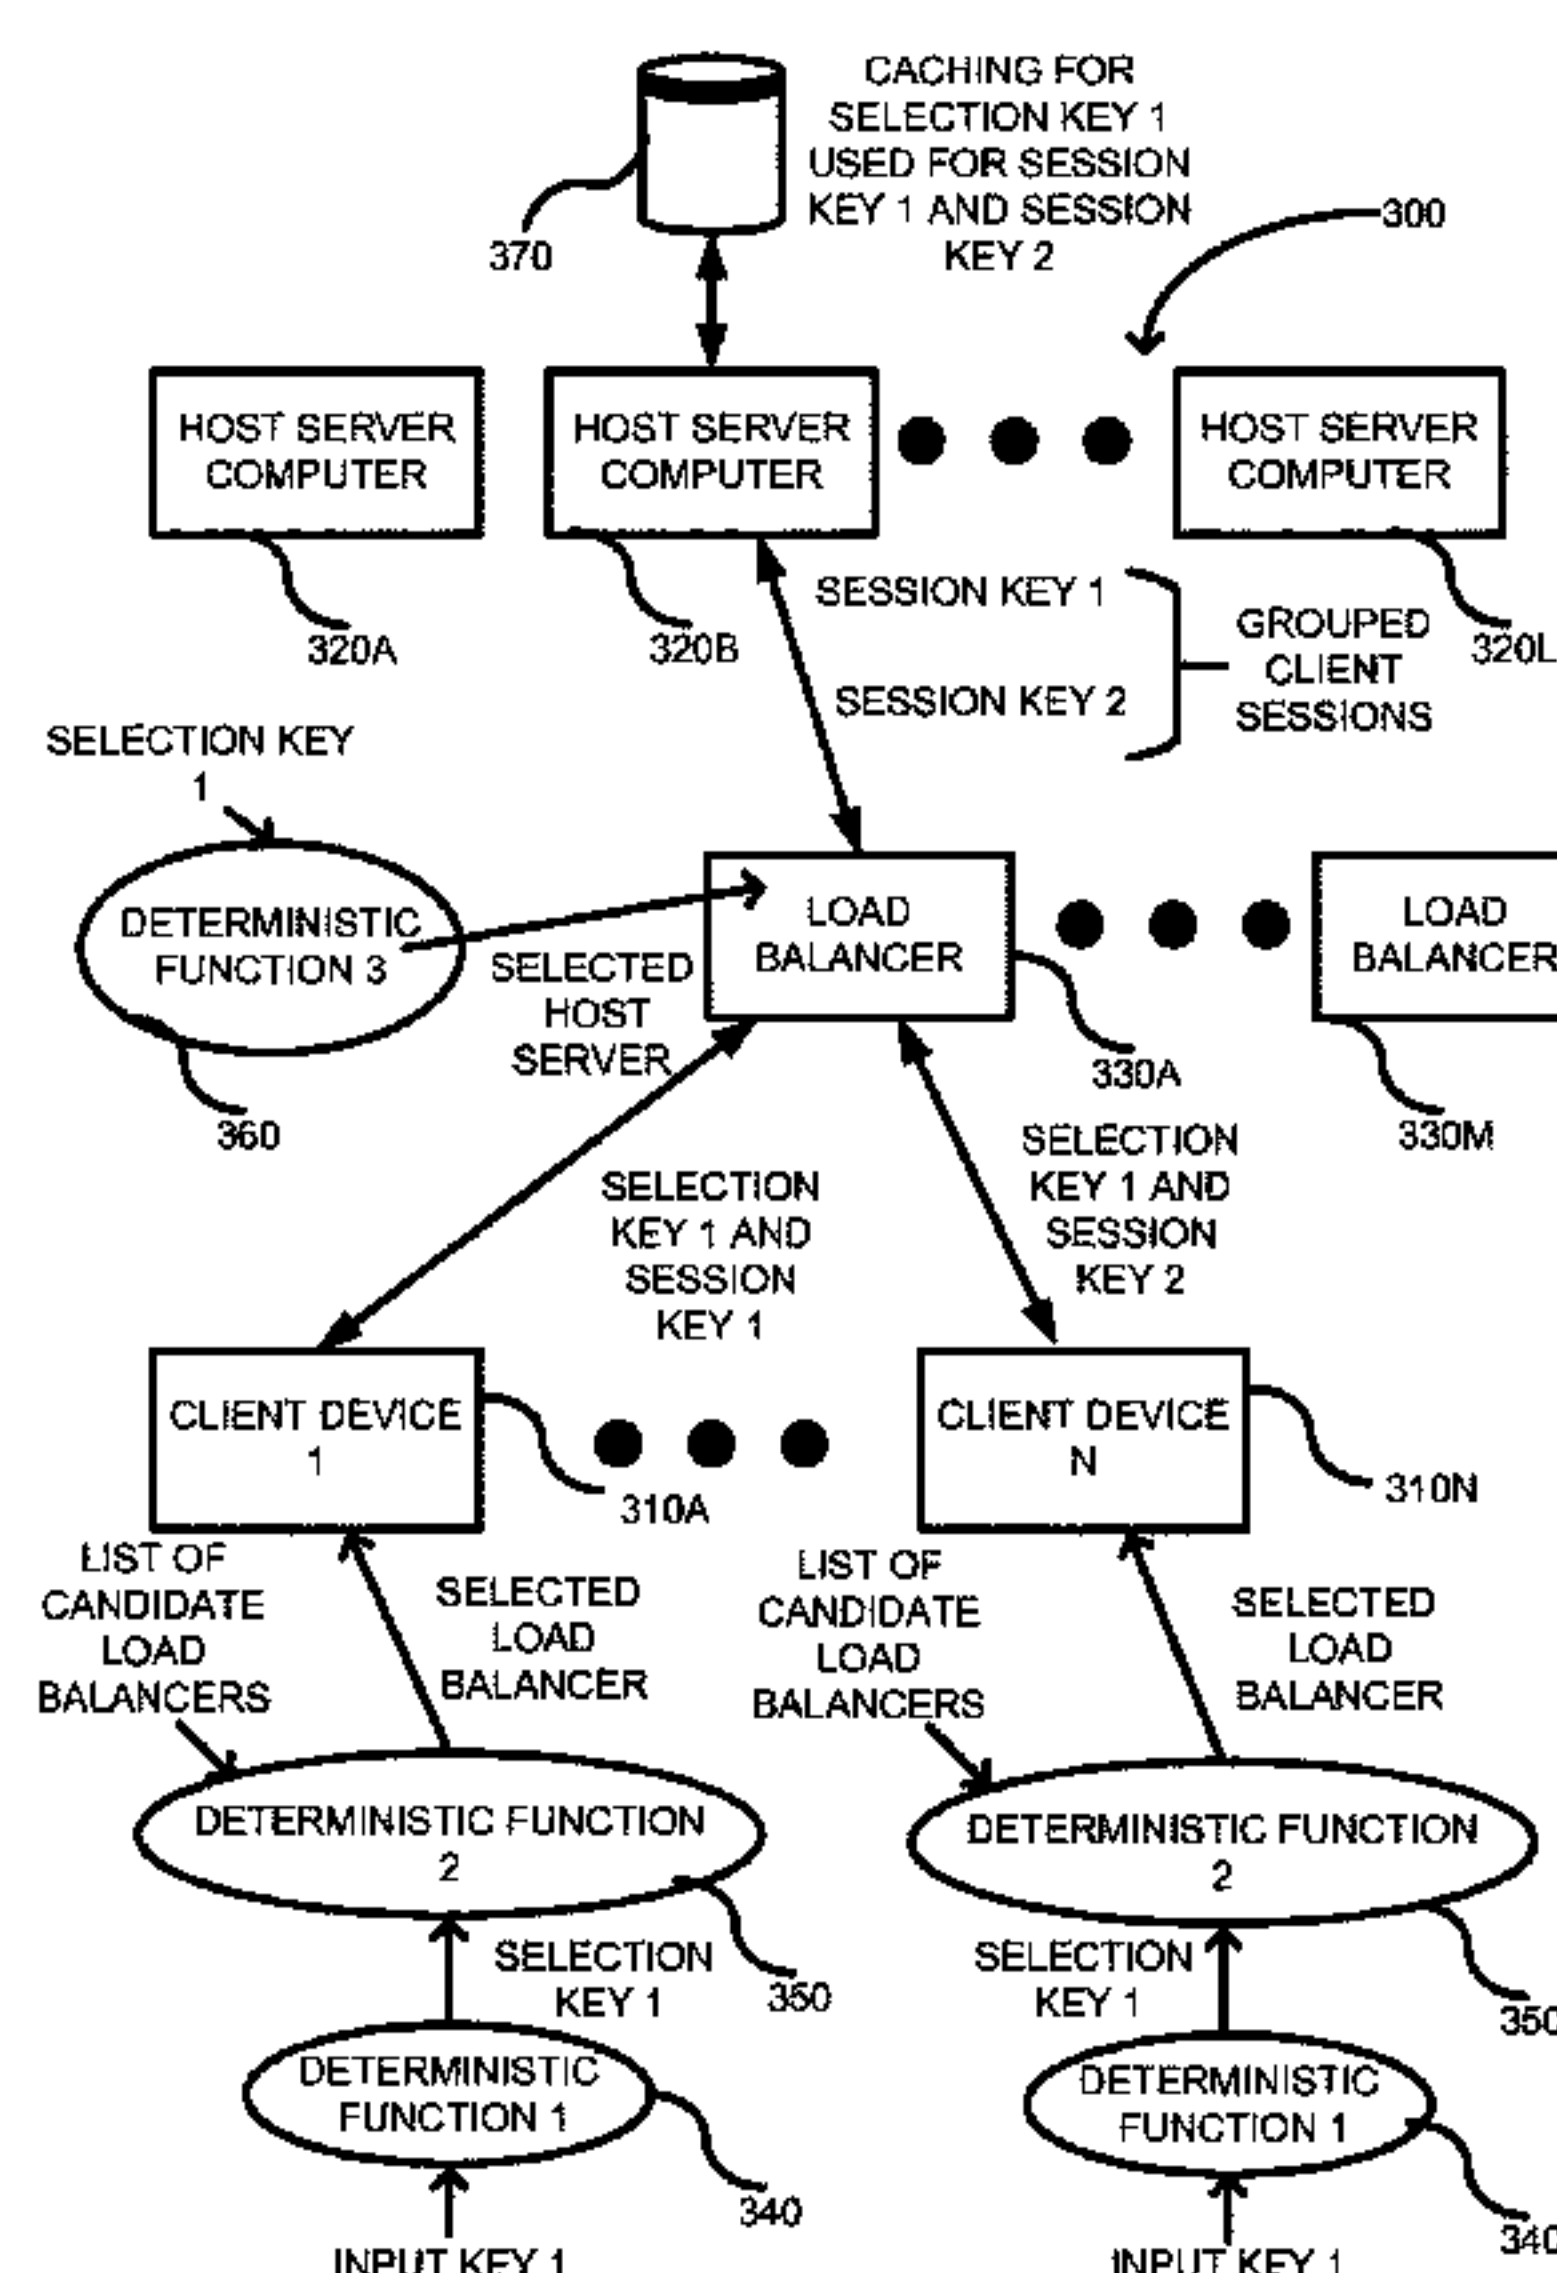 CACHING FOR
SELECTION KEY 1
USED FOR SESSION
KEY 1 AND SESSION
KEY 2
370
300
HOST SERVER
COMPUTER
HOST SERVER
COMPUTER
HOST SERVER
COMPUTER
320A
320B
320L
SESSION KEY 1
SESSION KEY 2
GROUPED
CLIENT
SESSIONS
SELECTION KEY
1
DETERMINISTIC
FUNCTION 3
360
SELECTED
HOST
SERVER
LOAD
BALANCER
330A
LOAD
BALANCER
330M
SELECTION
KEY 1 AND
SESSION
KEY 1
SELECTION
KEY 1 AND
SESSION
KEY 2
CLIENT DEVICE
1
310A
CLIENT DEVICE
N
310N
LIST OF
CANDIDATE
LOAD
BALANCERS
SELECTED
LOAD
BALANCER
LIST OF
CANDIDATE
LOAD
BALANCERS
SELECTED
LOAD
BALANCER
DETERMINISTIC FUNCTION
2
350
DETERMINISTIC FUNCTION
2
350
SELECTION
KEY 1
SELECTION
KEY 1
DETERMINISTIC
FUNCTION 1
340
DETERMINISTIC
FUNCTION 1
340
INPUT KEY 1
INPUT KEY 1